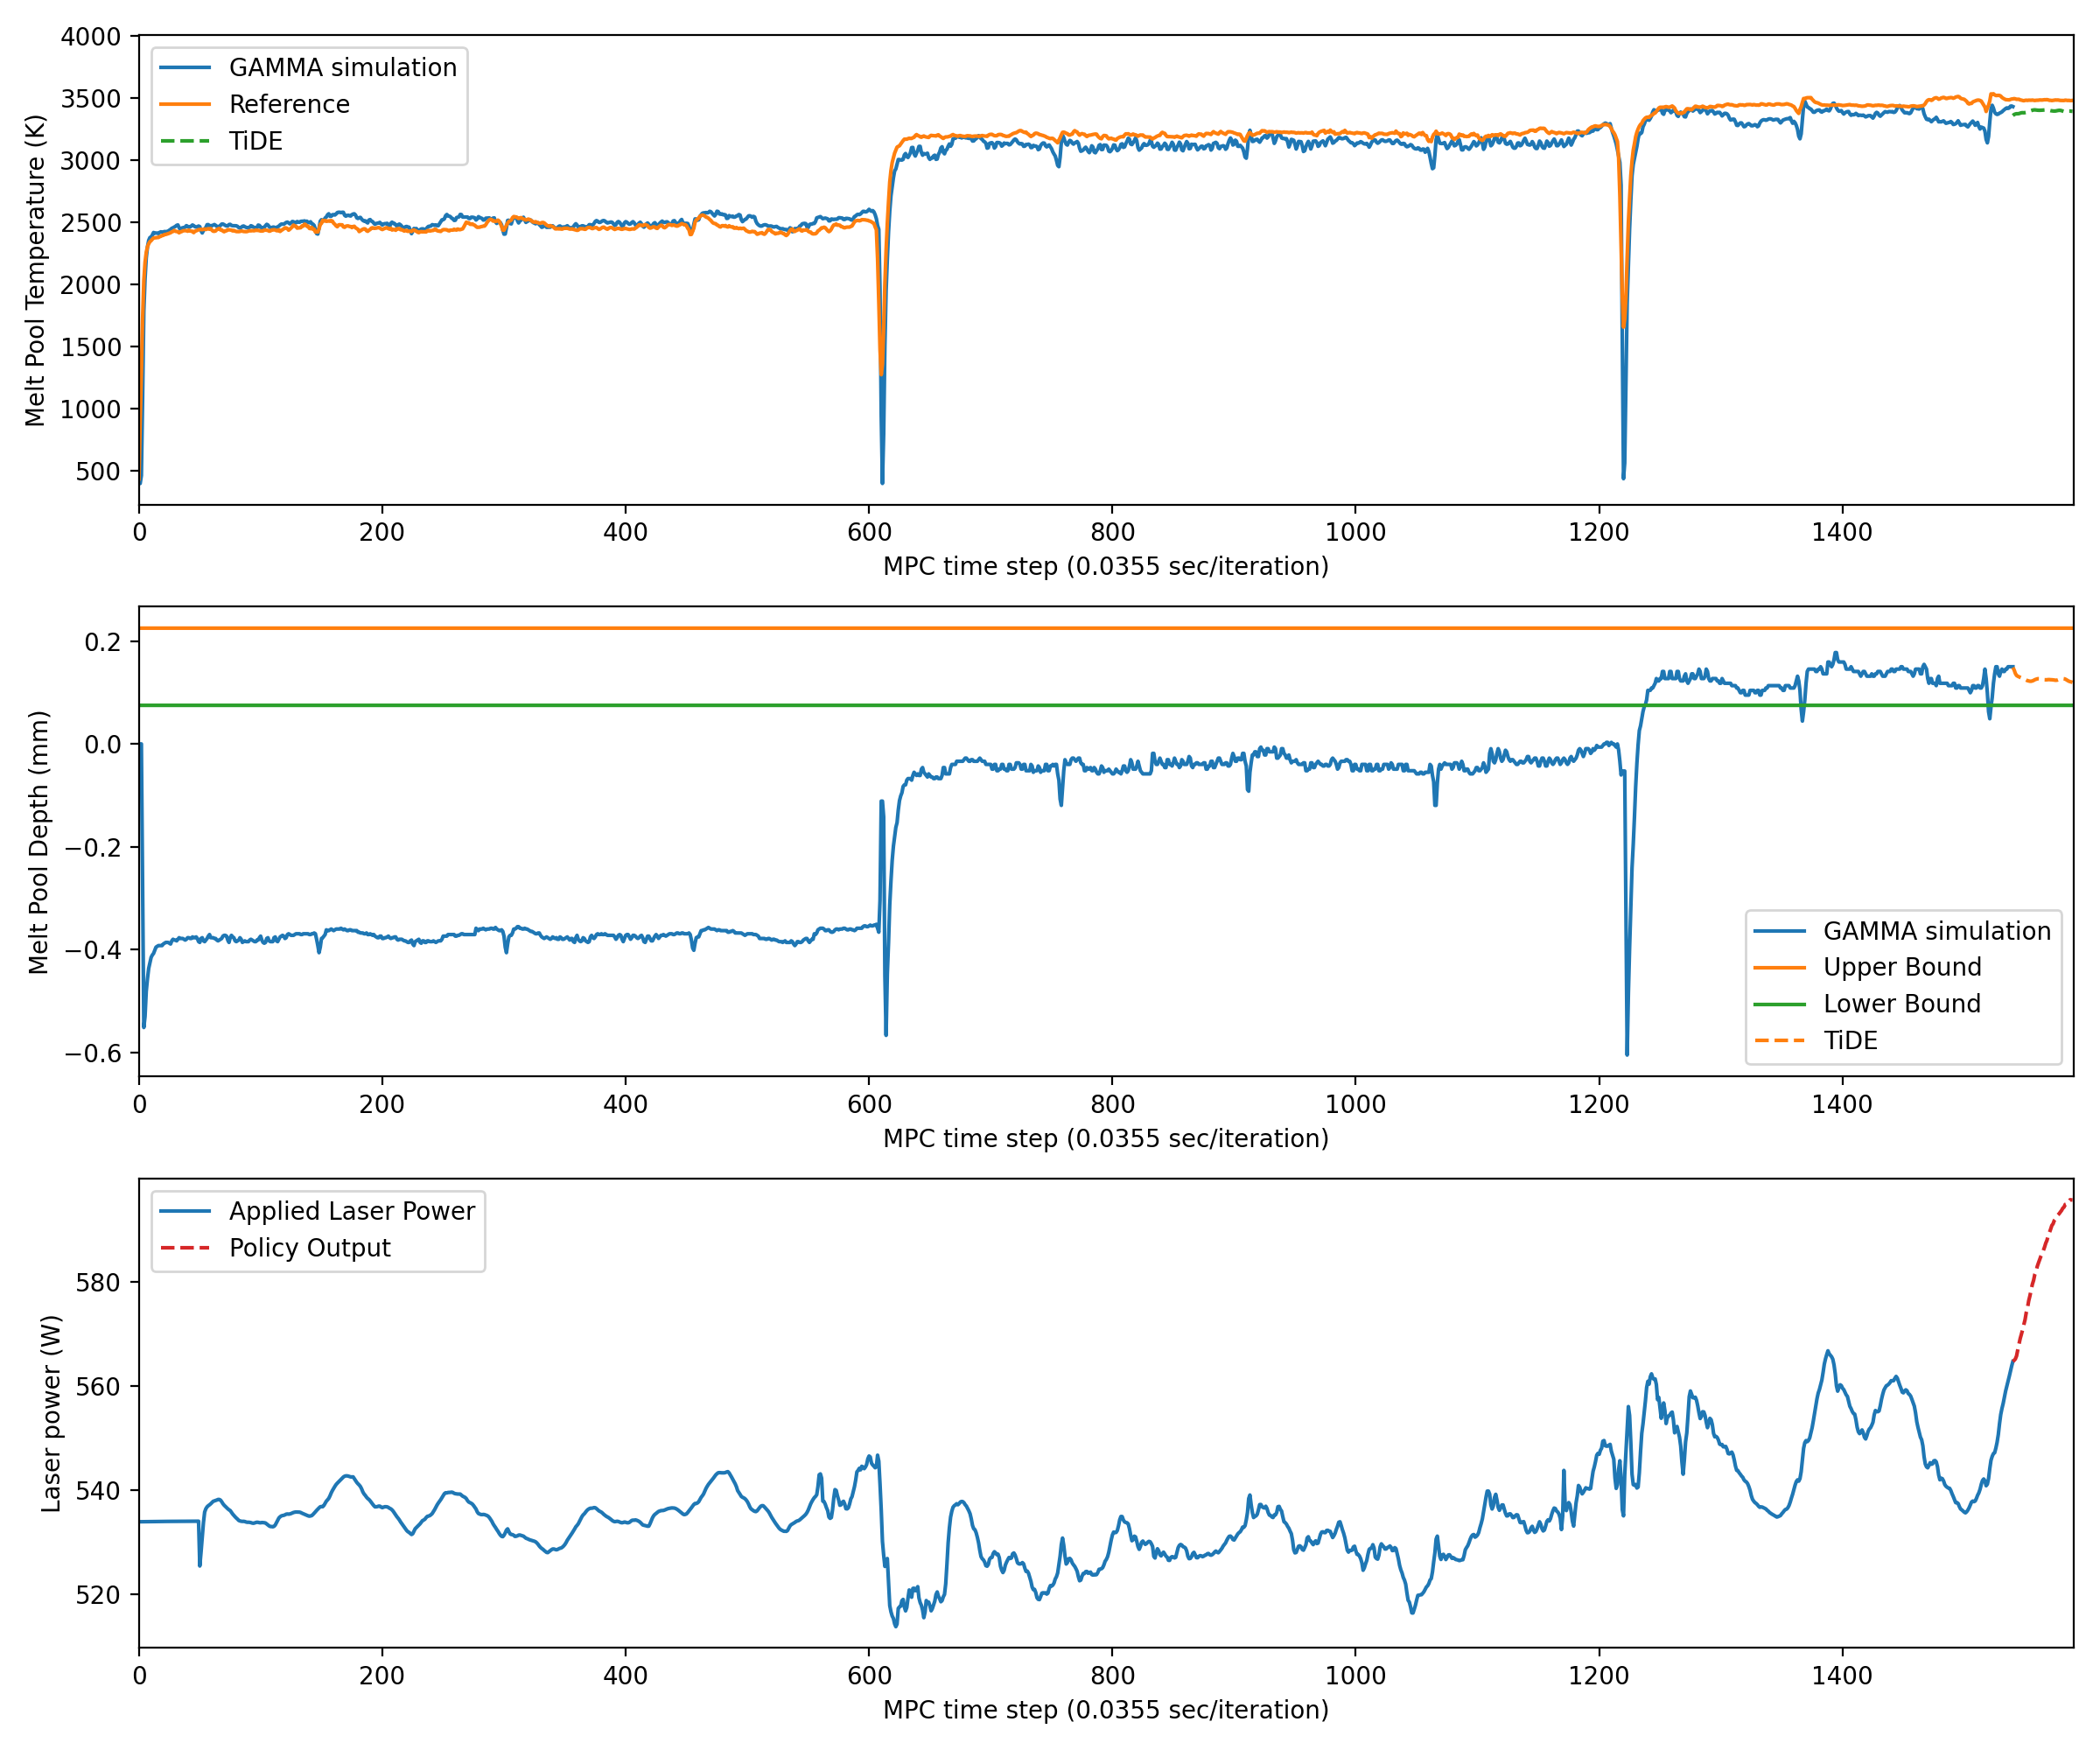 4000
3500
3000
2500
2000
1500
1000
500
Melt Pool Temperature (K)
GAMMA simulation
Reference
TiDE
0 200 400 600 800 1000 1200 1400
MPC time step (0.0355 sec/iteration)
0.2
0.0
−0.2
−0.4
−0.6
Melt Pool Depth (mm)
GAMMA simulation
Upper Bound
Lower Bound
TiDE
0 200 400 600 800 1000 1200 1400
MPC time step (0.0355 sec/iteration)
Applied Laser Power
Policy Output
580
560
540
520
Laser power (W)
0 200 400 600 800 1000 1200 1400
MPC time step (0.0355 sec/iteration)